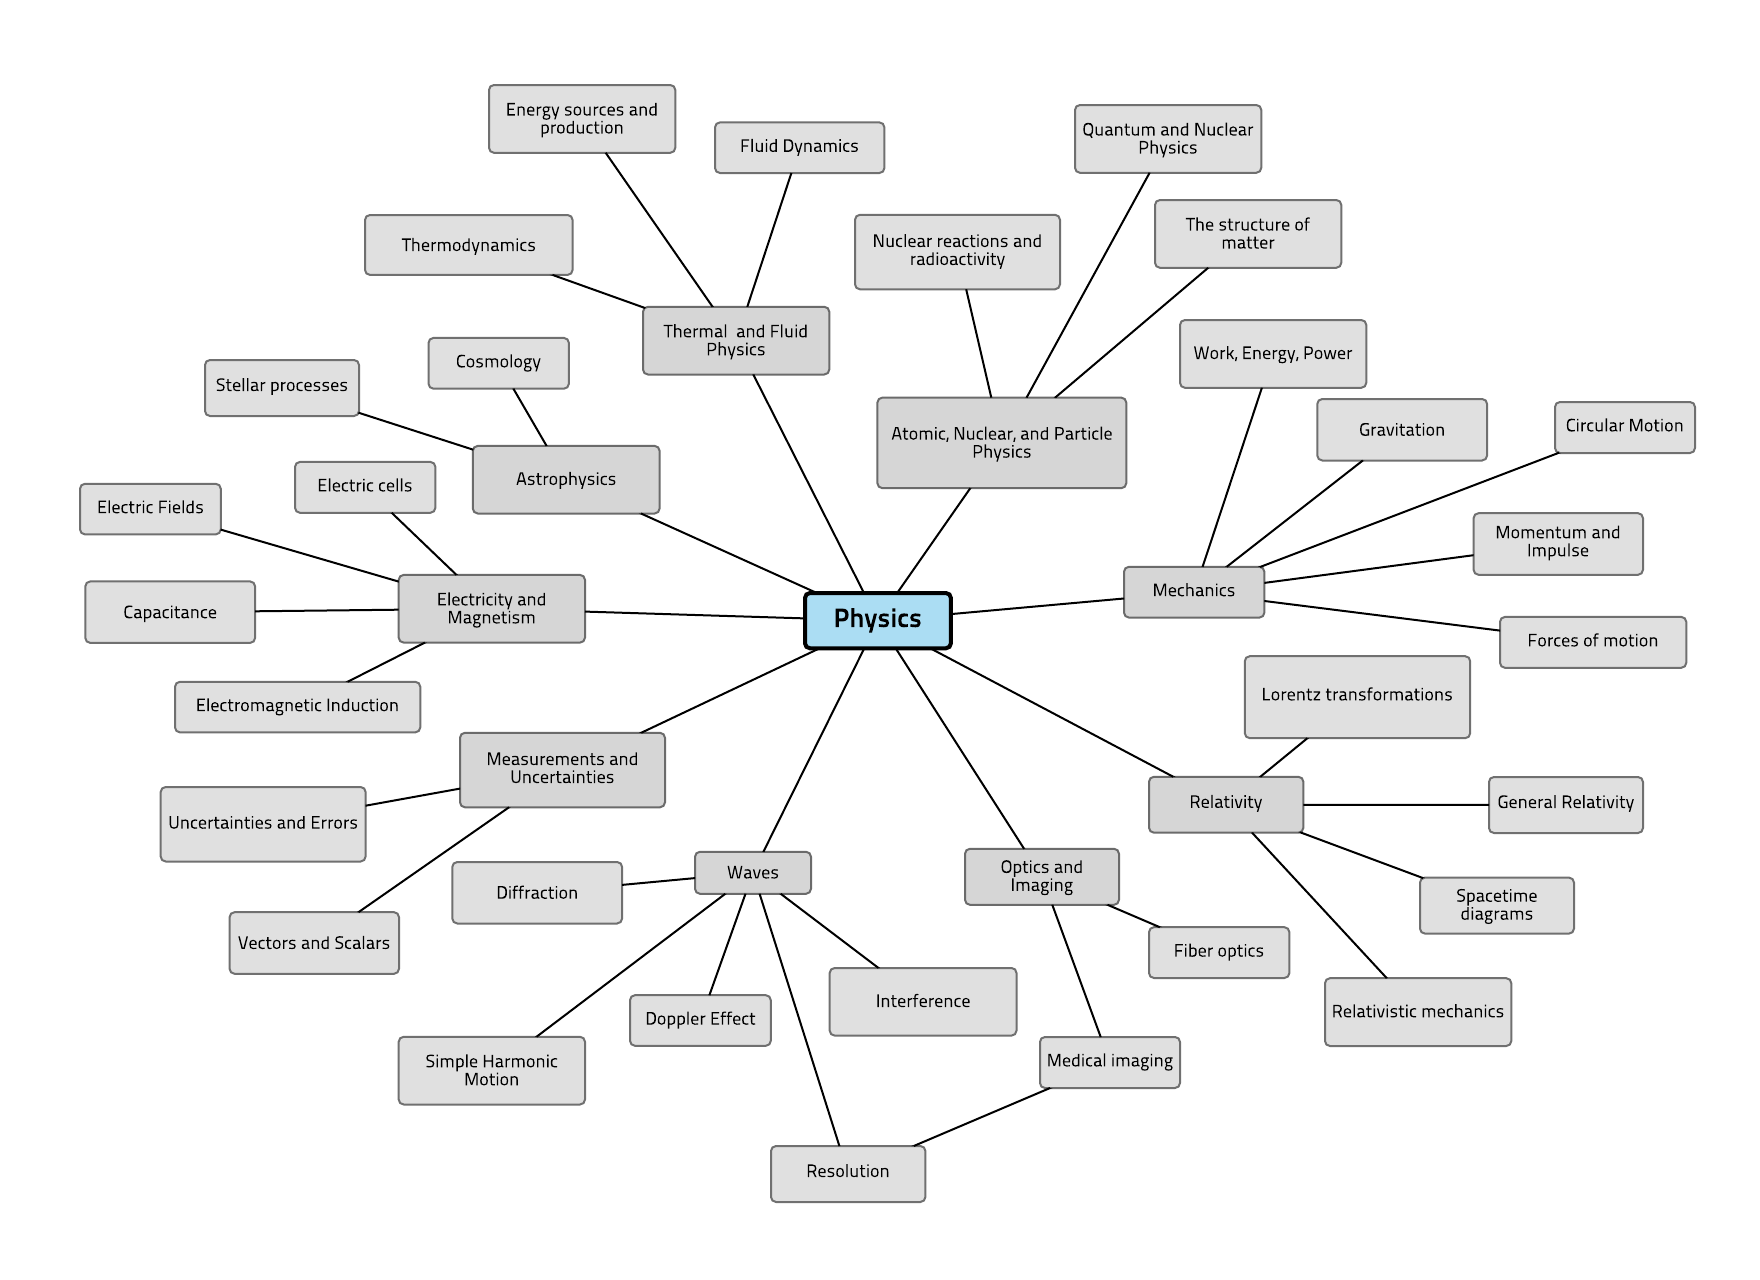 Energy sources and
production
Fluid Dynamics
Quantum and Nuclear
Physics
Thermodynamics
Nuclear reactions and
radioactivity
The structure of
matter
Thermal  and Fluid
Physics
Work, Energy, Power
Stellar processes
Cosmology
Astrophysics
Atomic, Nuclear, and Particle
Physics
Gravitation
Circular Motion
Electric Fields
Electric cells
Momentum and
Impulse
Capacitance
Electricity and
Magnetism
Physics
Mechanics
Forces of motion
Electromagnetic Induction
Lorentz transformations
Measurements and
Uncertainties
Relativity
General Relativity
Uncertainties and Errors
Waves
Optics and
Imaging
Diffraction
Spacetime
diagrams
Vectors and Scalars
Fiber optics
Interference
Doppler Effect
Relativistic mechanics
Simple Harmonic
Motion
Medical imaging
Resolution